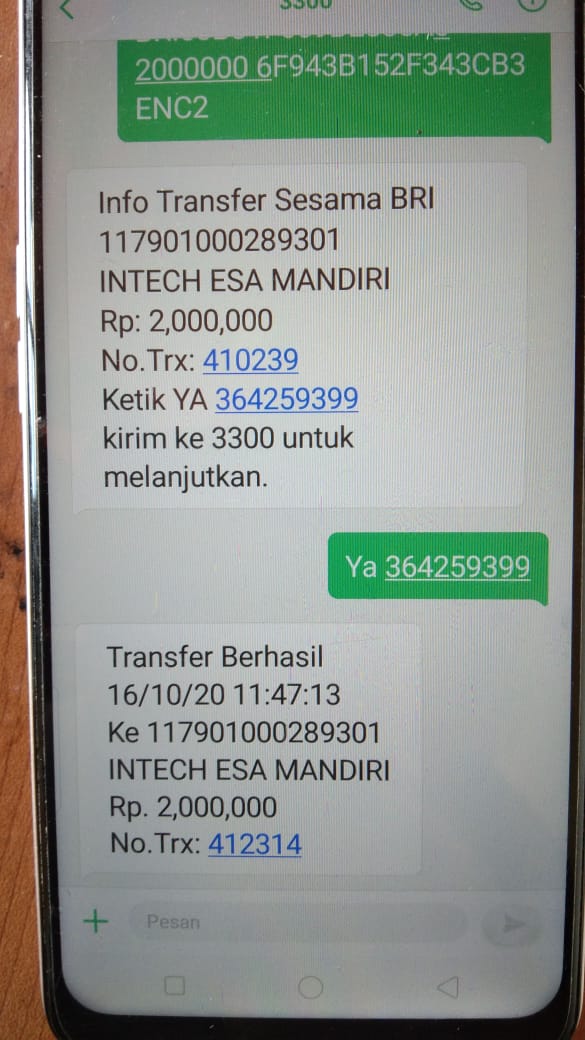 3300
2000000 6F943B152F343CB3
ENC2
Info Transfer Sesama BRI
117901000289301
INTECH ESA MANDIRI
Rp: 2,000,000
No.Trx: 410239
Ketik YA 364259399
kirim ke 3300 untuk
melanjutkan.
Ya 364259399
Transfer Berhasil
16/10/20 11:47:13
Ke 117901000289301
INTECH ESA MANDIRI
Rp. 2,000,000
No.Trx: 412314
Pesan